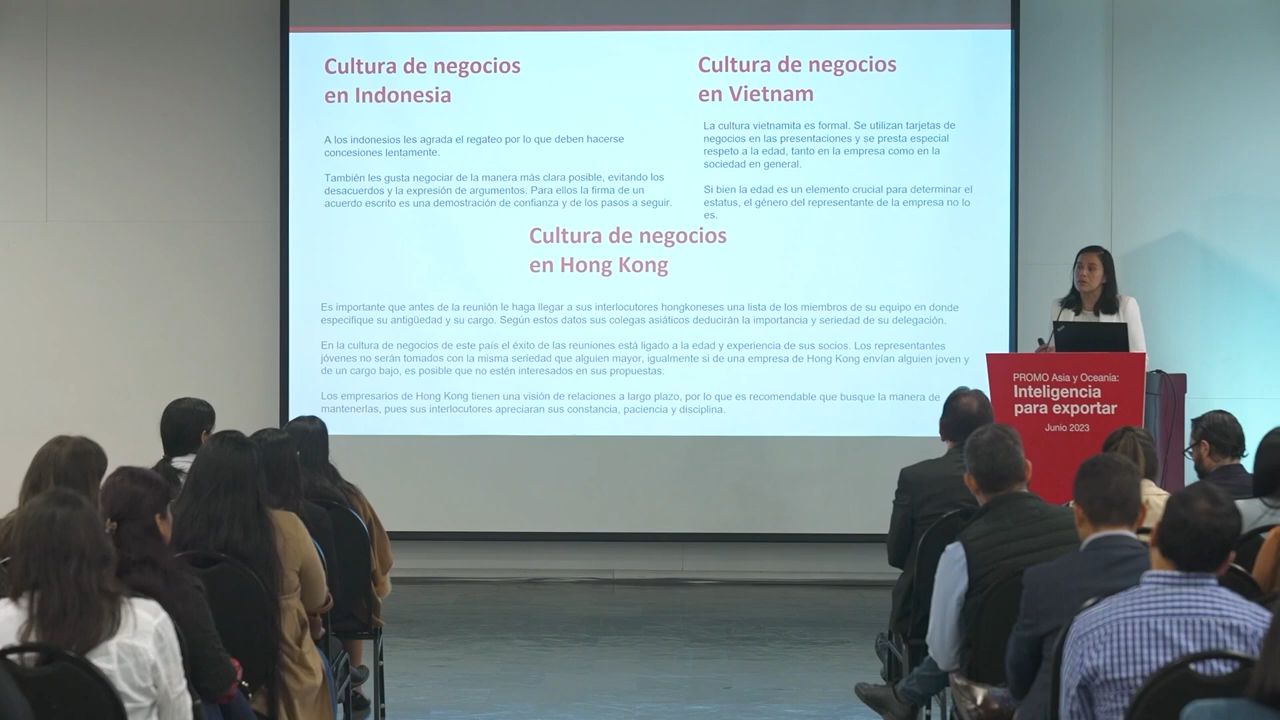 Cultura de negocios
en Indonesia
A los indonesios les agrada el regateo por lo que deben hacerse
concesiones lentamente.
También les gusta negociar de la manera más clara posible, evitando los
desacuerdos y la expresión de argumentos. Para ellos la firma de un
acuerdo escrito es una demostración de confianza y de los pasos a seguir.
Cultura de negocios
en Vietnam
La cultura vietnamita es formal. Se utilizan tarjetas de
negocios en las presentaciones y se presta especial
respeto a la edad, tanto en la empresa como en la
sociedad en general.
Si bien la edad es un elemento crucial para determinar el
estatus, el género del representante de la empresa no lo
es.
Cultura de negocios
en Hong Kong
Es importante que antes de la reunión le haga llegar a sus interlocutores hongkoneses una lista de los miembros de su equipo en donde
especifique su antigüedad y su cargo. Según estos datos sus colegas asiáticos deducirán la importancia y seriedad de su delegación.
En la cultura de negocios de este país el éxito de las reuniones está ligado a la edad y experiencia de sus socios. Los representantes
jóvenes no serán tomados con la misma seriedad que alguien mayor, igualmente si de una empresa de Hong Kong envían alguien joven y
de un cargo bajo, es posible que no estén interesados en sus propuestas.
Los empresarios de Hong Kong tienen una visión de relaciones a largo plazo, por lo que es recomendable que busque la manera de
mantenerlas, pues sus interlocutores apreciaran sus constancia, paciencia y disciplina.
PROMO Asia y Oceanía:
Inteligencia
para exportar
Junio 2023